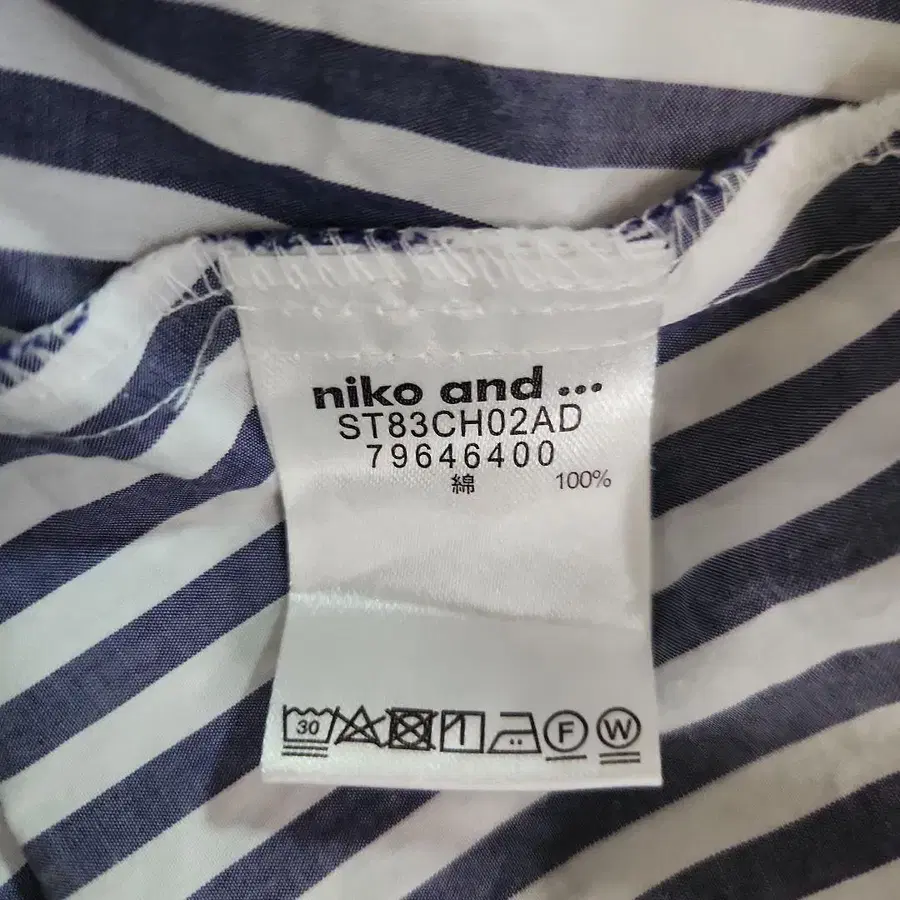 niko and ...
ST83CH02AD
79646400
綿 100%
30 F W